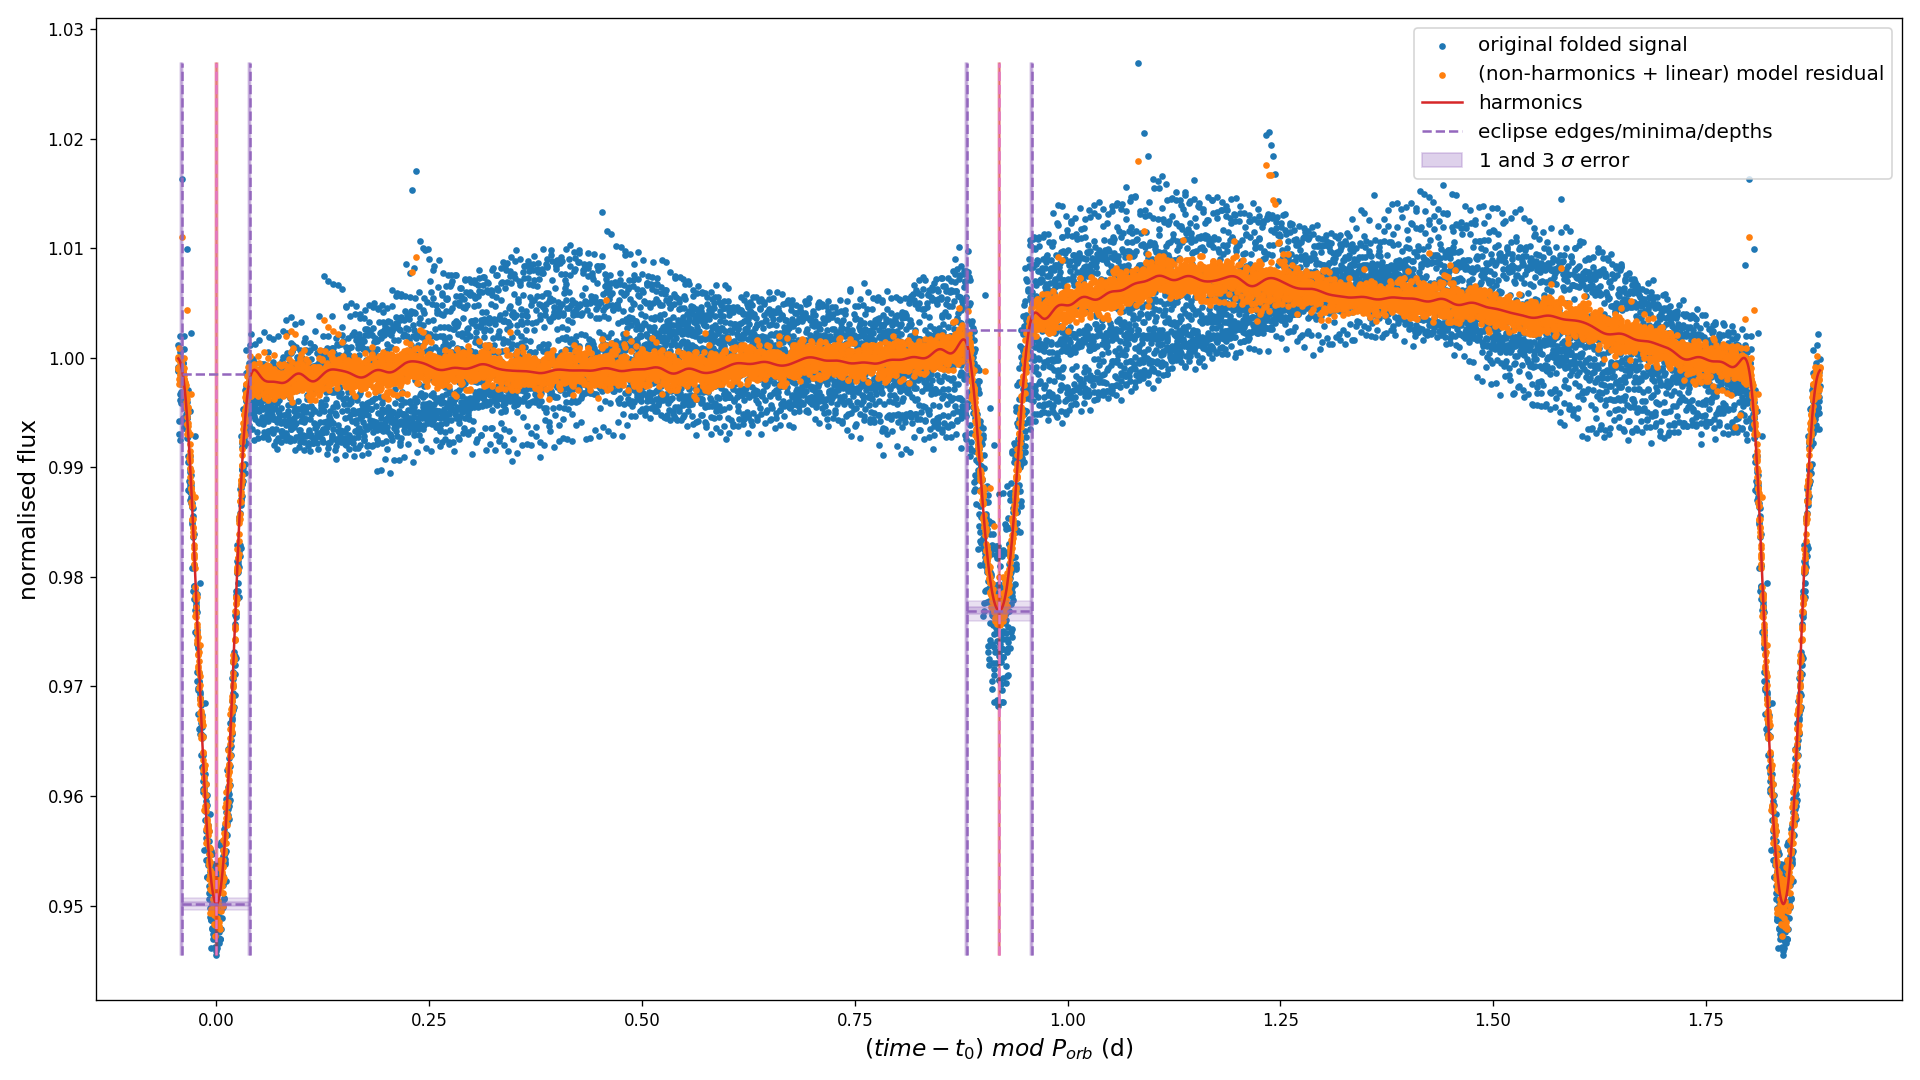 1.03
1.02
1.01
1.00
0.99
0.98
0.97
0.96
0.95
normalised flux
original folded signal
(non-harmonics + linear) model residual
harmonics
eclipse edges/minima/depths
1 and 3 σ error
0.00 0.25 0.50 0.75 1.00 1.25 1.50 1.75
(time − t₀) mod Pₒᵣb (d)